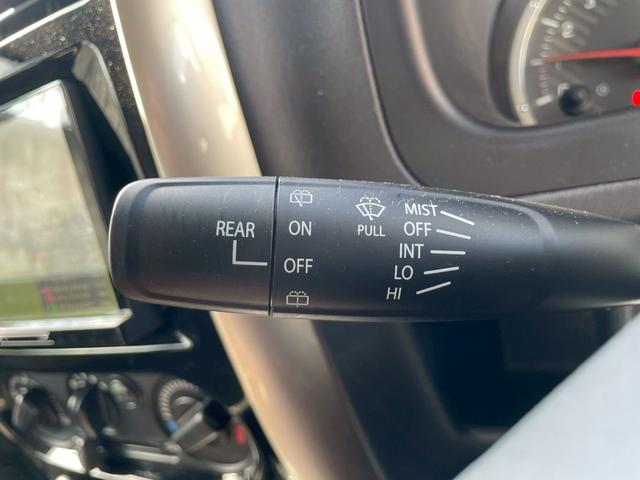 REAR
ON
OFF
PULL
MIST
OFF
INT
LO
HI